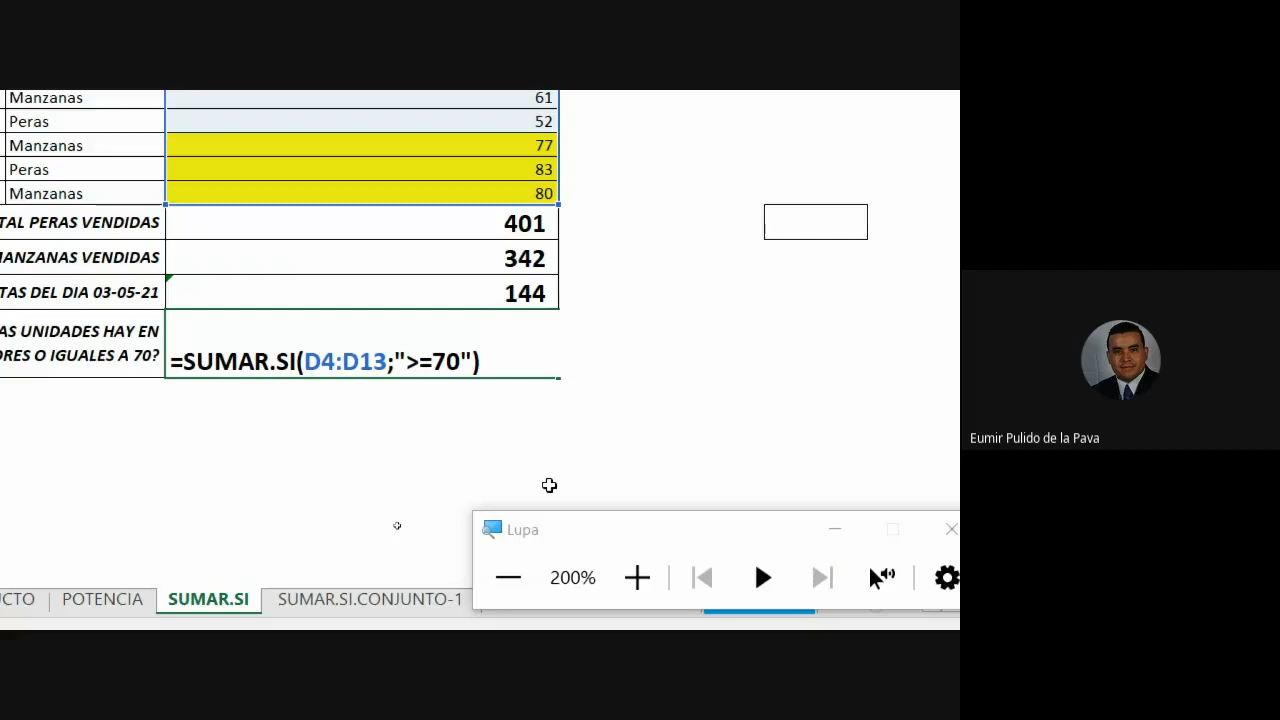 Manzanas 61
Peras 52
Manzanas 77
Peras 83
Manzanas 80
TAL PERAS VENDIDAS 401
MANZANAS VENDIDAS 342
TAS DEL DIA 03-05-21 144
AS UNIDADES HAY EN
ORES O IGUALES A 70?
=SUMAR.SI(D4:D13;">=70")
Eumir Pulido de la Pava
Lupa
200%
UCTO POTENCIA SUMAR.SI SUMAR.SI.CONJUNTO-1